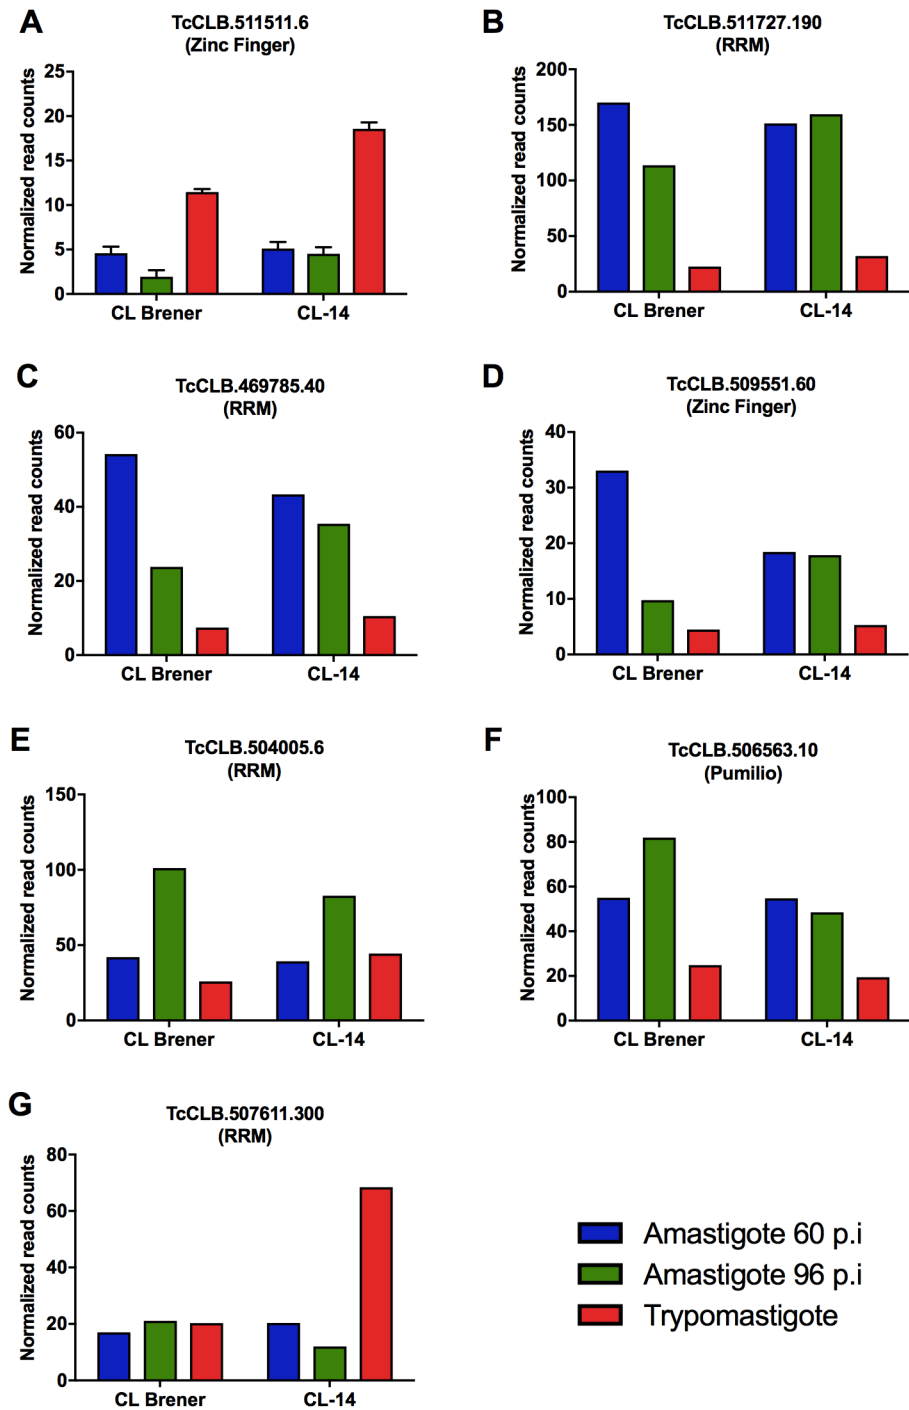 A
TcCLB.511511.6
(Zinc Finger)
Normalized read counts
25
20
15
10
5
0
CL Brener
CL-14
B
TcCLB.511727.190
(RRM)
Normalized read counts
200
150
100
50
0
CL Brener
CL-14
C
TcCLB.469785.40
(RRM)
Normalized read counts
60
40
20
0
CL Brener
CL-14
D
TcCLB.509551.60
(Zinc Finger)
Normalized read counts
40
30
20
10
0
CL Brener
CL-14
E
TcCLB.504005.6
(RRM)
Normalized read counts
150
100
50
0
CL Brener
CL-14
F
TcCLB.506563.10
(Pumilio)
Normalized read counts
100
80
60
40
20
0
CL Brener
CL-14
G
TcCLB.507611.300
(RRM)
Normalized read counts
80
60
40
20
0
CL Brener
CL-14
Amastigote 60 p.i
Amastigote 96 p.i
Trypomastigote